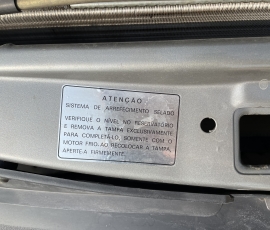 ATENÇÃO
SISTEMA DE ARREFECIMENTO SELADO
VERIFIQUE O NÍVEL NO RESERVATÓRIO
E REMOVA A TAMPA EXCLUSIVAMENTE
PARA COMPLETÁ-LO, SOMENTE COM O
MOTOR FRIO. AO RECOLOCAR A TAMPA,
APERTE-A FIRMEMENTE.